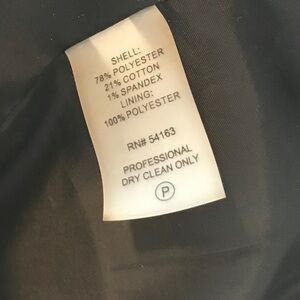 SHELL:
78% POLYESTER
21% COTTON
1% SPANDEX
LINING:
100% POLYESTER
RN# 54163
PROFESSIONAL
DRY CLEAN ONLY
P